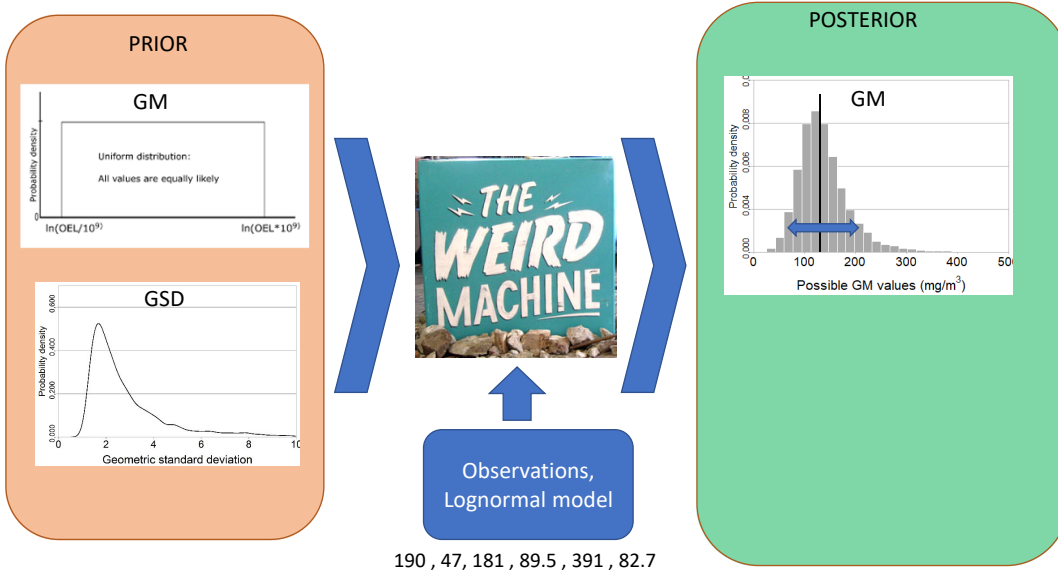 PRIOR
GM
Probability density
Uniform distribution:
All values are equally likely
0
ln(OEL/10⁹)
ln(OEL*10⁹)
GSD
Probability density
0.000
0.200
0.400
0.600
0
2
4
6
8
10
Geometric standard deviation
THE
WEIRD
MACHINE
Observations,
Lognormal model
190 , 47, 181 , 89.5 , 391 , 82.7
POSTERIOR
GM
Probability density
0.000
0.002
0.004
0.006
0.008
0
100
200
300
400
500
Possible GM values (mg/m³)